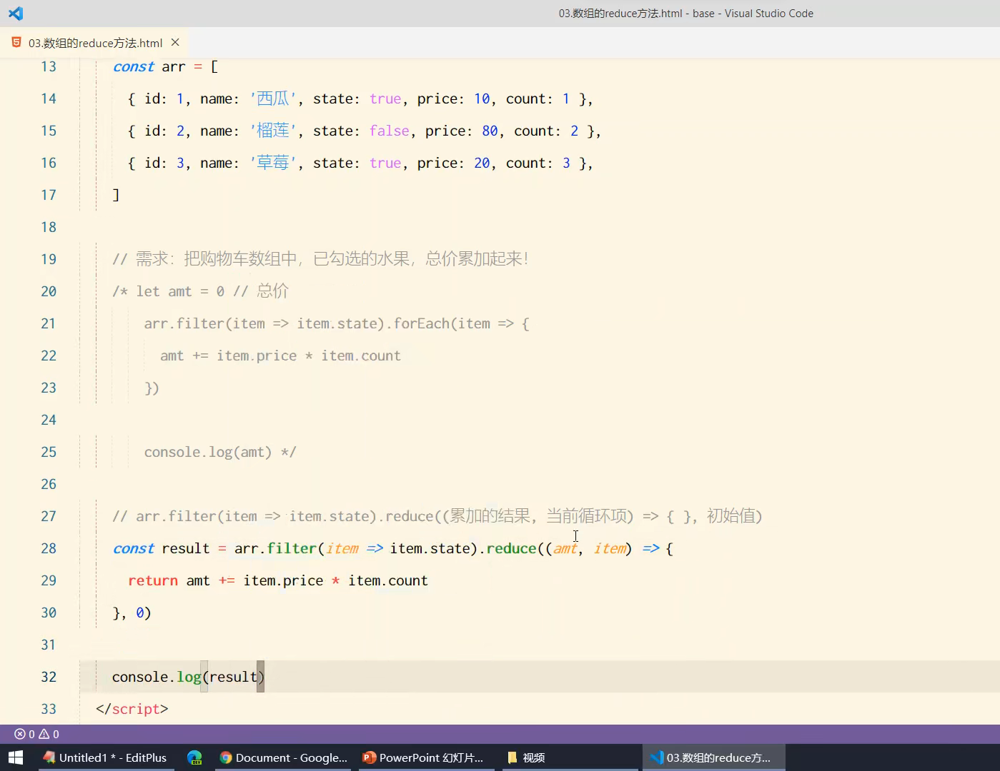 03.数组的reduce方法.html - base - Visual Studio Code
03.数组的reduce方法.html ×
13 const arr = [
14 { id: 1, name: '西瓜', state: true, price: 10, count: 1 },
15 { id: 2, name: '榴莲', state: false, price: 80, count: 2 },
16 { id: 3, name: '草莓', state: true, price: 20, count: 3 },
17 ]
18
19 // 需求：把购物车数组中，已勾选的水果，总价累加起来！
20 /* let amt = 0 // 总价
21 arr.filter(item => item.state).forEach(item => {
22 amt += item.price * item.count
23 })
24
25 console.log(amt) */
26
27 // arr.filter(item => item.state).reduce((累加的结果, 当前循环项) => { }, 初始值)
28 const result = arr.filter(item => item.state).reduce((amt, item) => {
29 return amt += item.price * item.count
30 }, 0)
31
32 console.log(result)
33 </script>
0 0
Untitled1 * - EditPlus DEV Document - Google... PowerPoint 幻灯片... 视频 03.数组的reduce方...